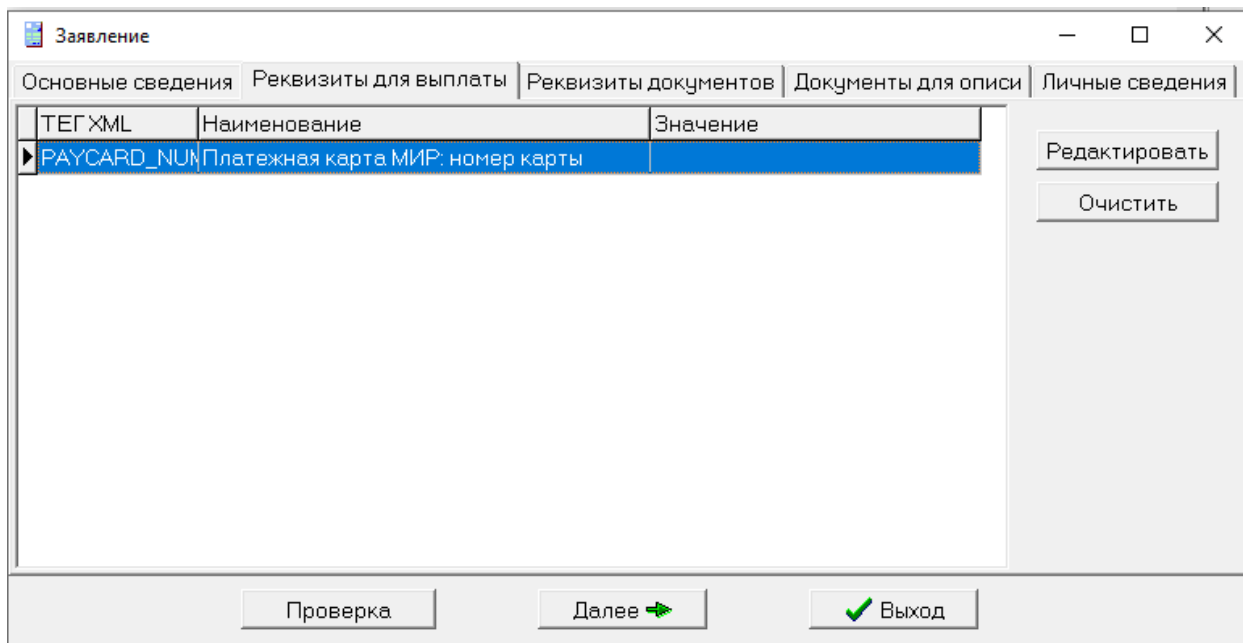 Заявление
Основные сведения Реквизиты для выплаты Реквизиты документов Документы для описи Личные сведения
ТЕГ XML Наименование Значение
PAYCARD_NUM Платежная карта МИР: номер карты
Редактировать
Очистить
Проверка Далее Выход